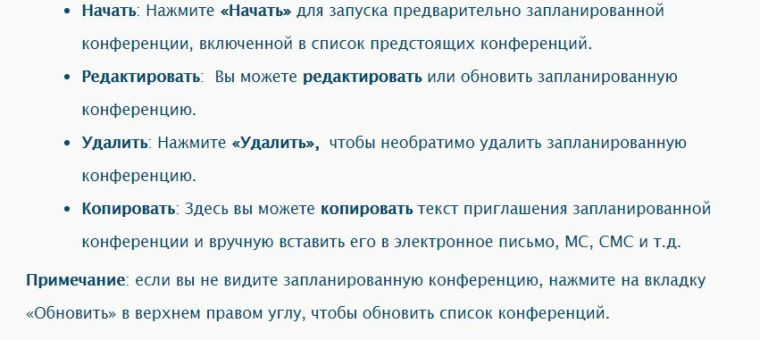 • Начать: Нажмите «Начать» для запуска предварительно запланированной
конференции, включенной в список предстоящих конференций.
• Редактировать:  Вы можете редактировать или обновить запланированную
конференцию.
• Удалить: Нажмите «Удалить»,  чтобы необратимо удалить запланированную
конференцию.
• Копировать: Здесь вы можете копировать текст приглашения запланированной
конференции и вручную вставить его в электронное письмо, МС, СМС и т.д.
Примечание: если вы не видите запланированную конференцию, нажмите на вкладку
«Обновить» в верхнем правом углу, чтобы обновить список конференций.